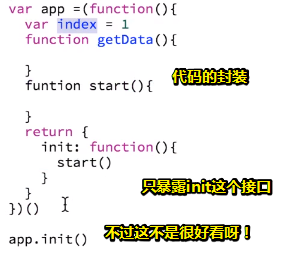 var app =(function(){
var index = 1
function getData(){
}
funtion start(){
代码的封装
}
return {
init: function(){
start()
}
只暴露init这个接口
}
})()
不过这不是很好看呀！
app.init()